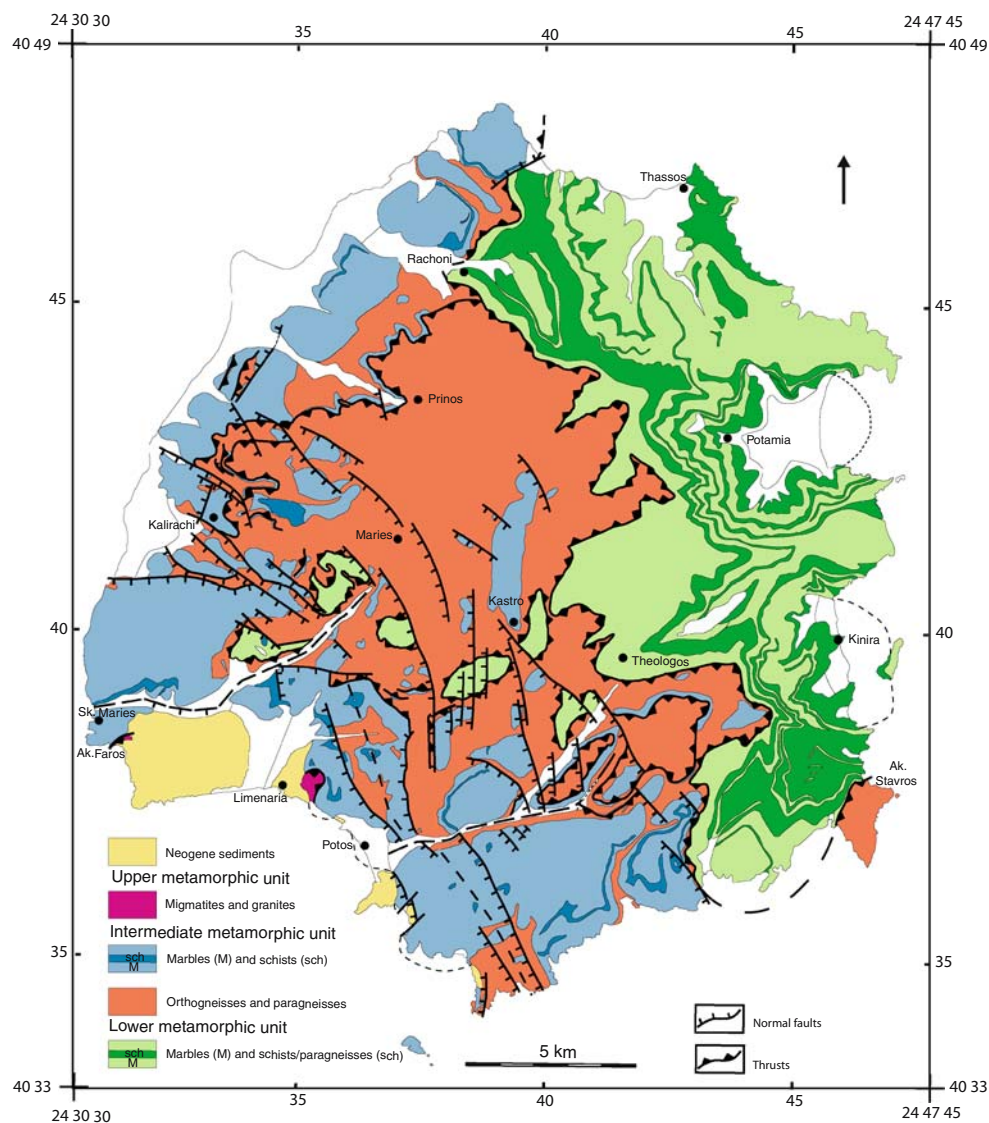 24 30 30
35
40
24 47 45
40 49
40 49
Thassos
Rachoni
45
45
Prinos
Potamia
Kalirachi
Maries
Kastro
40
40
Kinira
Theologos
Sk. Maries
Ak.Faros
Ak.
Stavros
Limenaria
Potos
Neogene sediments
Upper metamorphic unit
Migmatites and granites
Intermediate metamorphic unit
sch
M
Marbles (M) and schists (sch)
35
35
Orthogneisses and paragneisses
Lower metamorphic unit
sch
M
Marbles (M) and schists/paragneisses (sch)
5 km
Normal faults
Thrusts
40 33
40 33
24 30 30
35
40
45
24 47 45
45